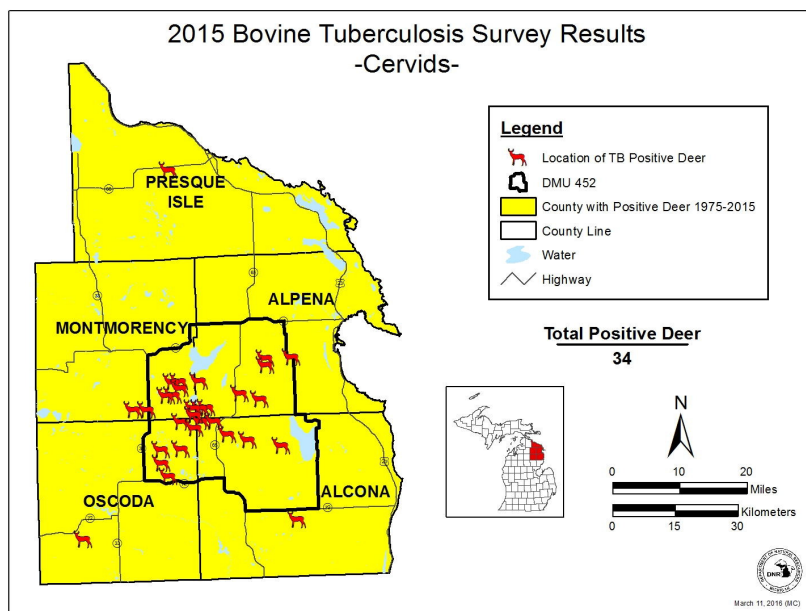 2015 Bovine Tuberculosis Survey Results
-Cervids-
Legend
Location of TB Positive Deer
DMU 452
County with Positive Deer 1975-2015
County Line
Water
Highway
PRESQUE
ISLE
ALPENA
MONTMORENCY
OSCODA
ALCONA
Total Positive Deer
34
N
0 10 20
Miles
Kilometers
0 15 30
DNR
March 11, 2016 (MC)